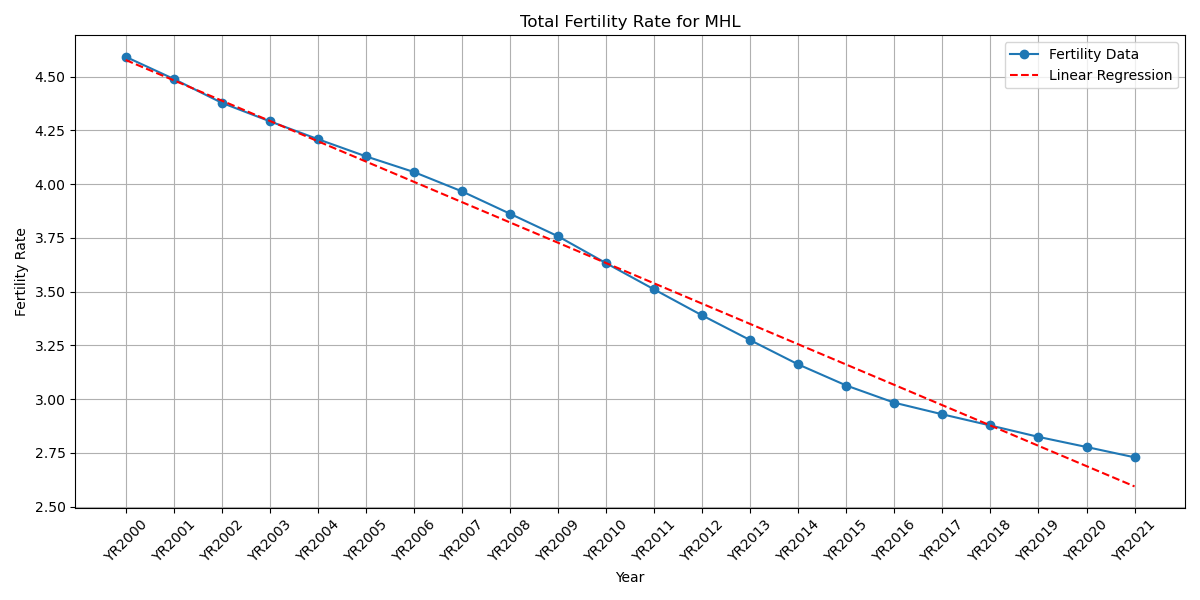 Total Fertility Rate for MHL
Fertility Data
Linear Regression
Fertility Rate
4.50
4.25
4.00
3.75
3.50
3.25
3.00
2.75
2.50
YR2000
YR2001
YR2002
YR2003
YR2004
YR2005
YR2006
YR2007
YR2008
YR2009
YR2010
YR2011
YR2012
YR2013
YR2014
YR2015
YR2016
YR2017
YR2018
YR2019
YR2020
YR2021
Year